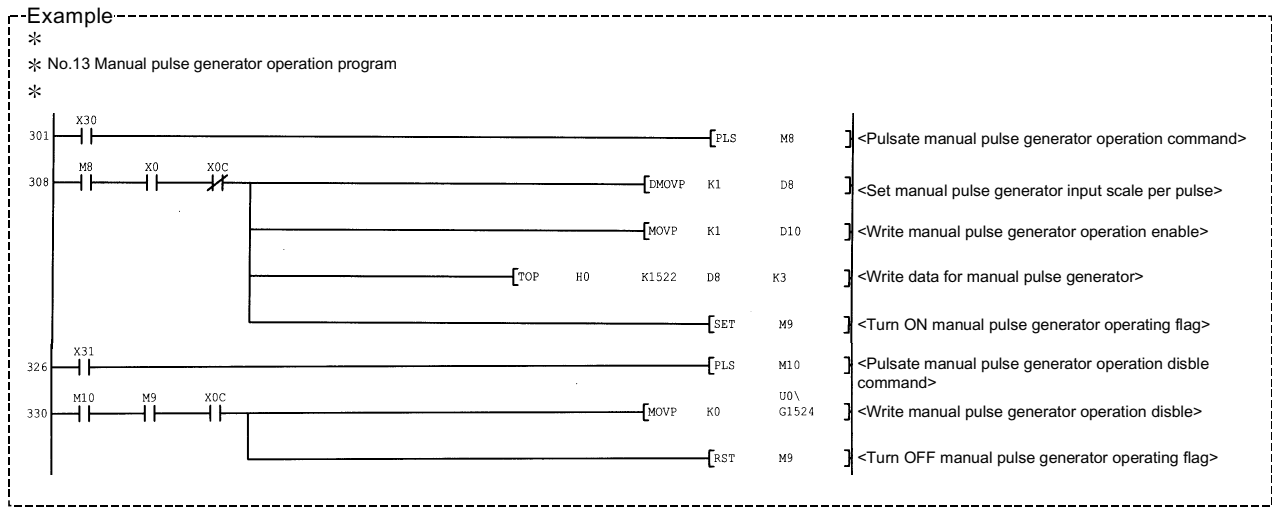 Example
*
* No.13 Manual pulse generator operation program
*
X30
301 PLS M8 <Pulsate manual pulse generator operation command>
M8 X0 X0C
308 DMOVP K1 D8 <Set manual pulse generator input scale per pulse>
MOVP K1 D10 <Write manual pulse generator operation enable>
TOP H0 K1522 D8 K3 <Write data for manual pulse generator>
SET M9 <Turn ON manual pulse generator operating flag>
X31
326 PLS M10 <Pulsate manual pulse generator operation disble
command>
M10 M9 X0C U0\
330 MOVP K0 G1524 <Write manual pulse generator operation disble>
RST M9 <Turn OFF manual pulse generator operating flag>